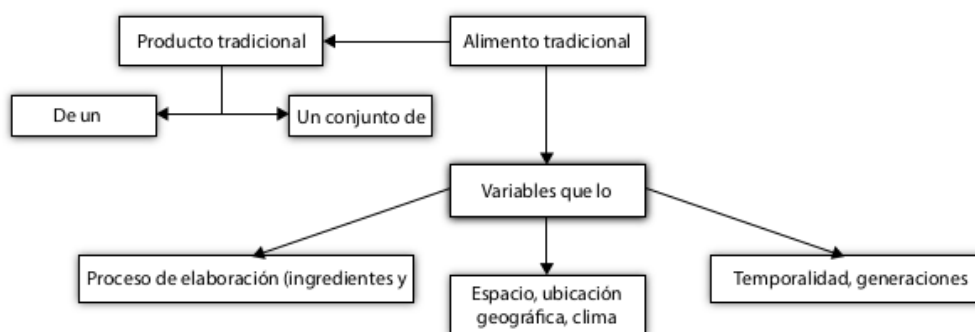 Producto tradicional
Alimento tradicional
De un
Un conjunto de
Variables que lo
Proceso de elaboración (ingredientes y
Espacio, ubicación
geográfica, clima
Temporalidad, generaciones